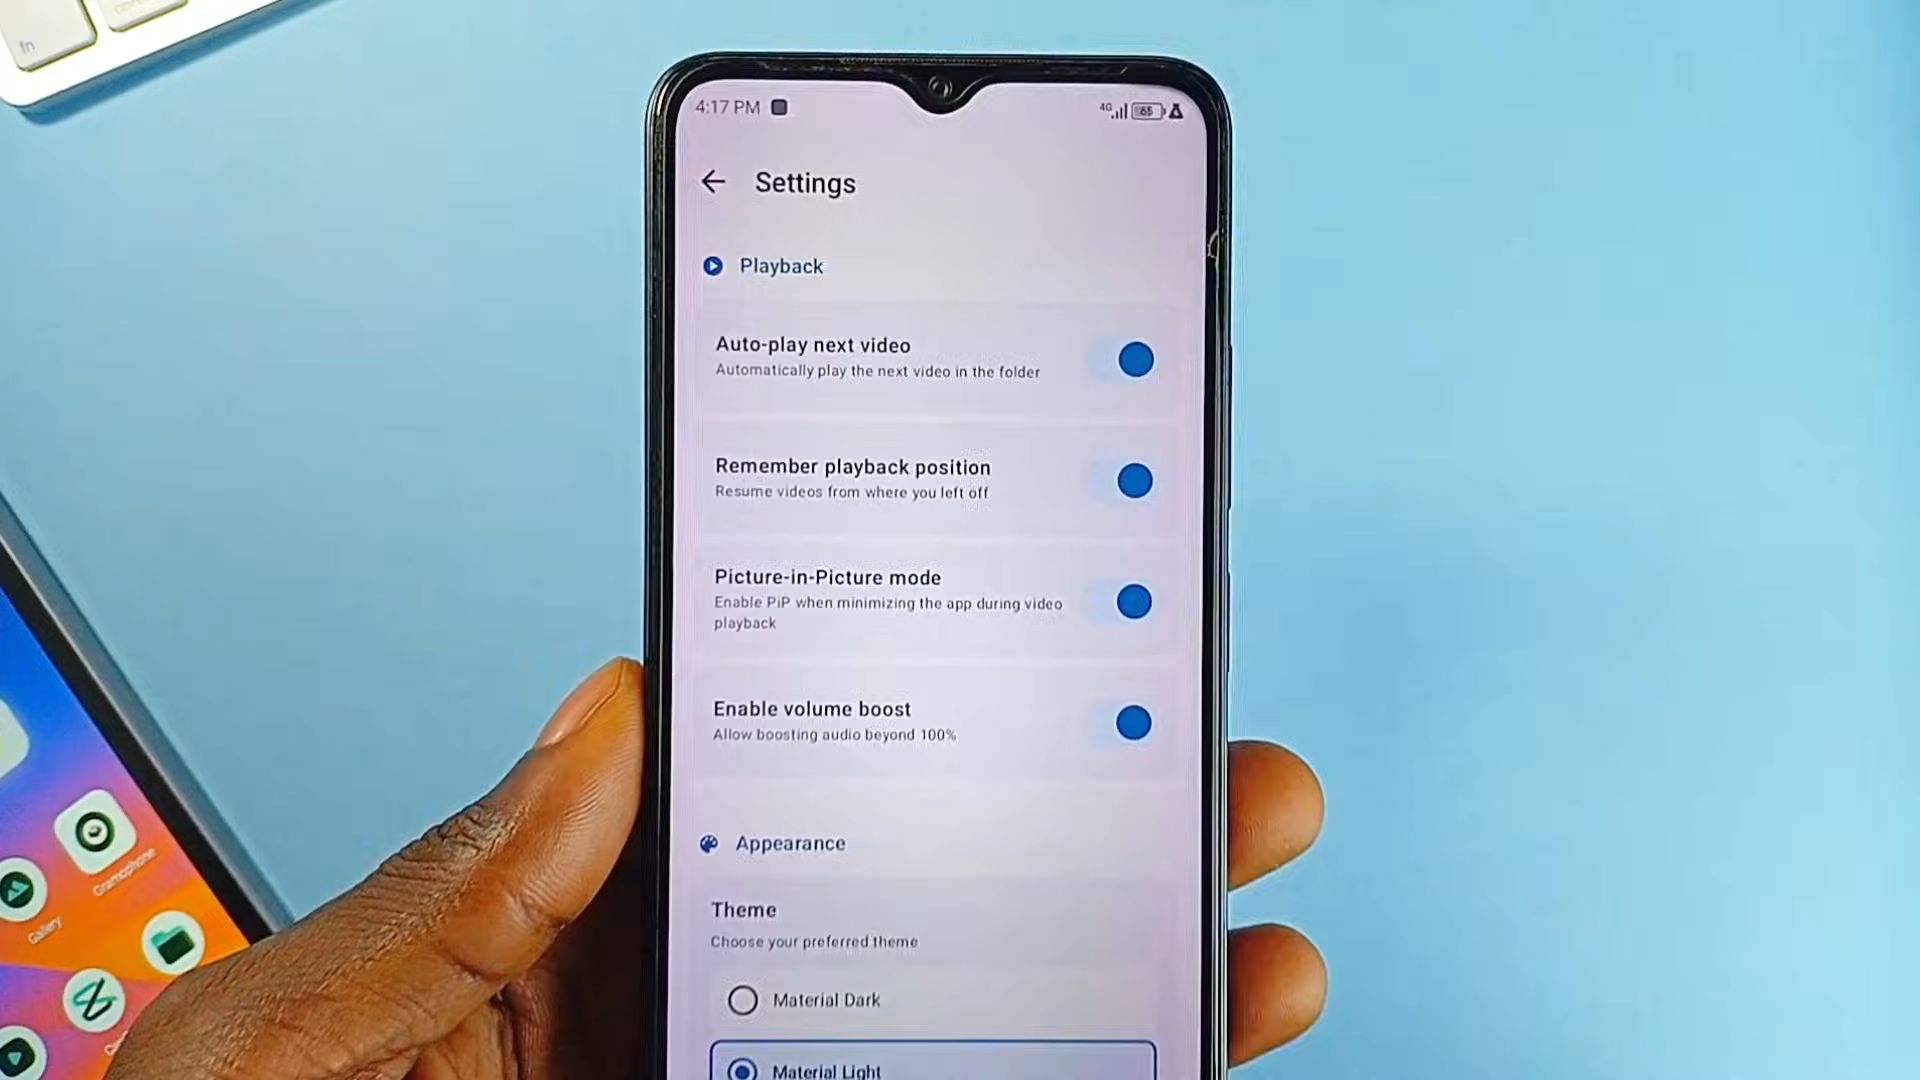 fn
4:17 PM
4G
65
Settings
Playback
Auto-play next video
Automatically play the next video in the folder
Remember playback position
Resume videos from where you left off
Picture-in-Picture mode
Enable PiP when minimizing the app during video
playback
Enable volume boost
Allow boosting audio beyond 100%
Appearance
Theme
Choose your preferred theme
Material Dark
Material Light
Gramophone
Gallery